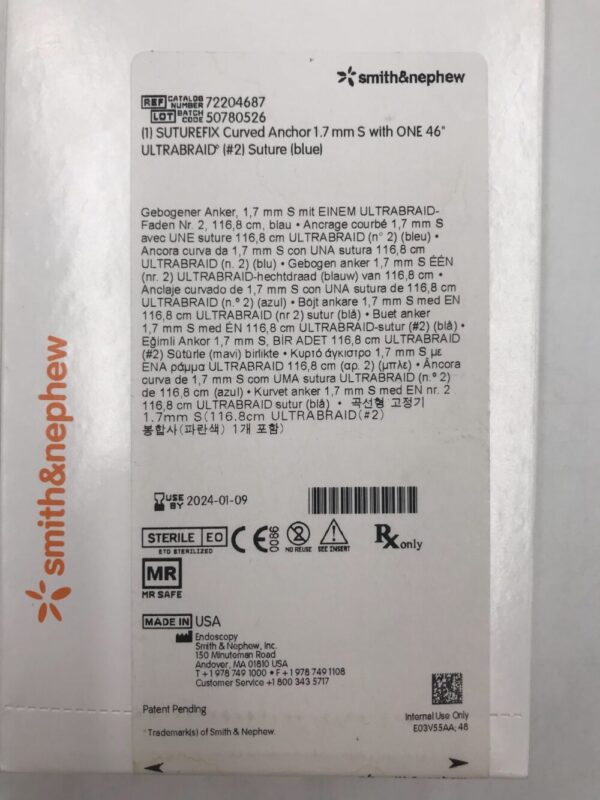 smith&nephew
REF CATALOG NUMBER 72204687
LOT BATCH CODE 50780526
(1) SUTUREFIX Curved Anchor 1.7 mm S with ONE 46"
ULTRABRAID° (#2) Suture (blue)
Gebogener Anker, 1,7 mm S mit EINEM ULTRABRAID-
Faden Nr. 2, 116,8 cm, blau • Ancrage courbé 1,7 mm S
avec UNE suture 116,8 cm ULTRABRAID (n° 2) (bleu) •
Ancora curva da 1,7 mm S con UNA sutura 116,8 cm
ULTRABRAID (n. 2) (blu) • Gebogen anker 1,7 mm S ÉÉN
(nr. 2) ULTRABRAID-hechtdraad (blauw) van 116,8 cm •
Anclaje curvado de 1,7 mm S con UNA sutura de 116,8 cm
ULTRABRAID (n.º 2) (azul) • Böjt ankare 1,7 mm S med EN
116,8 cm ULTRABRAID (nr 2) sutur (blå) • Buet anker
1,7 mm S med ÉN 116,8 cm ULTRABRAID-sutur (#2) (blå) •
Eğimli Ankor 1,7 mm S, BİR ADET 116,8 cm ULTRABRAID
(#2) Sütürle (mavi) birlikte • Κυρτό άγκιστρο 1,7 mm S με
ΕΝΑ ράμμα ULTRABRAID 116,8 cm (αρ. 2) (μπλε) • Âncora
curva de 1,7 mm S com UMA sutura ULTRABRAID (n.º 2)
de 116,8 cm (azul) • Kurvet anker 1,7 mm S med EN nr. 2
116,8 cm ULTRABRAID sutur (blå) • 곡선형 고정기
1.7mm S(116.8cm ULTRABRAID(#2)
봉합사(파란색) 1개 포함)
smith&nephew
USE BY 2024-01-09
STERILE EO
ETO STERILIZED
CE 0086
2
NO REUSE
SEE INSERT
Rx only
MR
MR SAFE
MADE IN USA
Endoscopy
Smith & Nephew, Inc.
150 Minuteman Road
Andover, MA 01810 USA
T +1 978 749 1000 • F +1 978 749 1108
Customer Service +1 800 343 5717
Patent Pending
Internal Use Only
° Trademark(s) of Smith & Nephew.
E03V55AA; 48